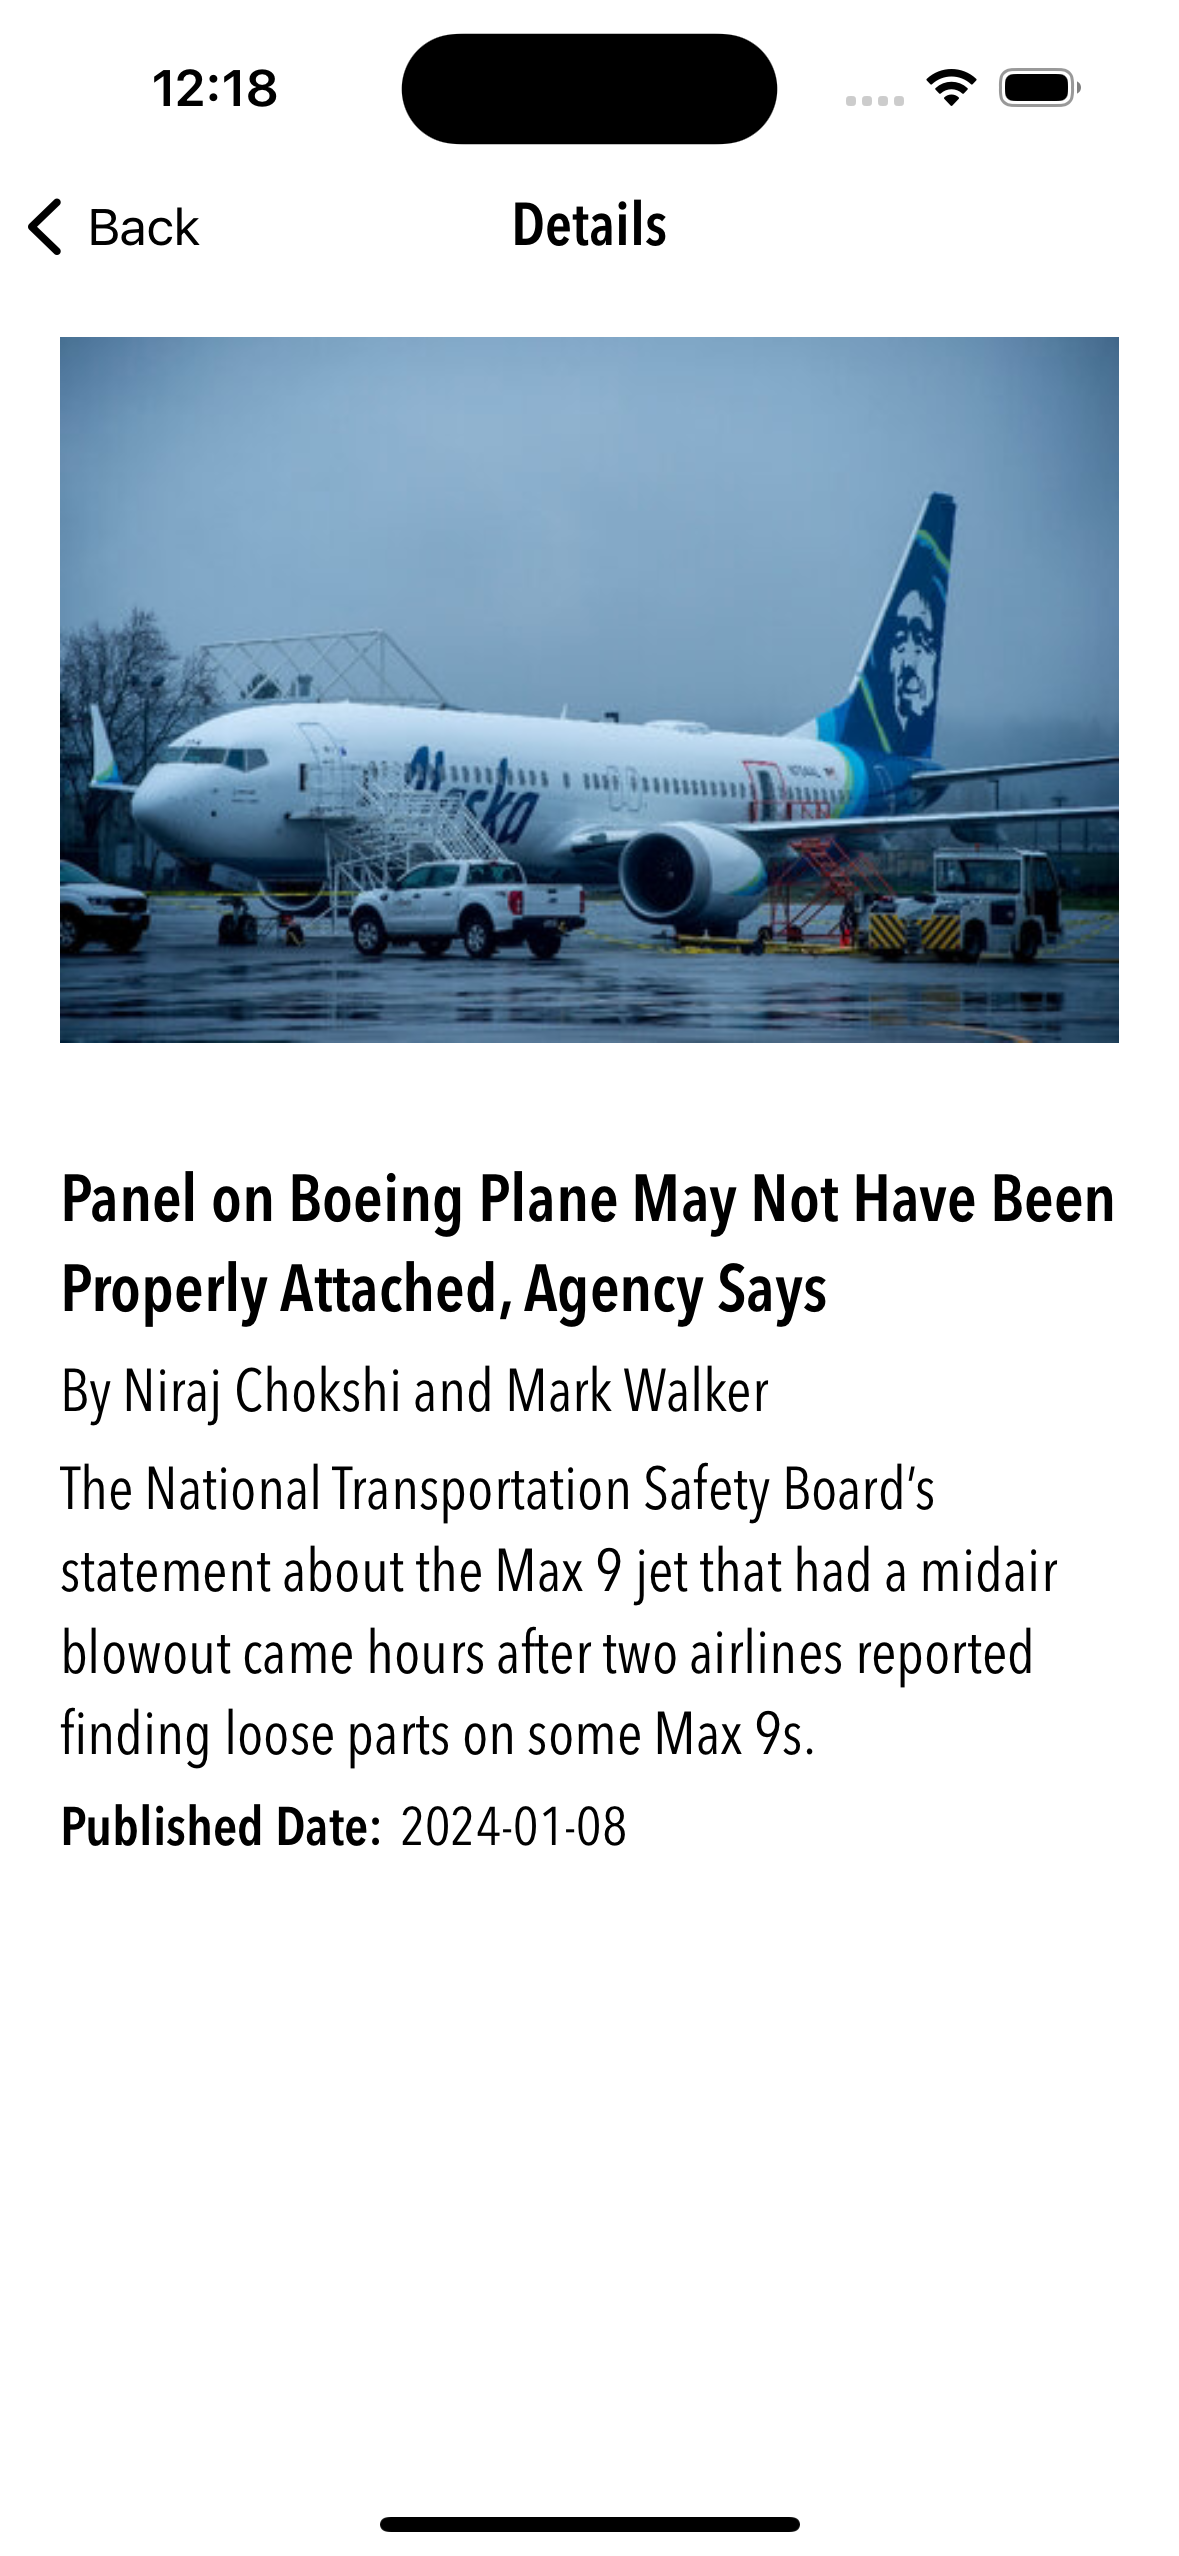 12:18
Back
Details
Alaska
Panel on Boeing Plane May Not Have Been
Properly Attached, Agency Says
By Niraj Chokshi and Mark Walker
The National Transportation Safety Board’s
statement about the Max 9 jet that had a midair
blowout came hours after two airlines reported
finding loose parts on some Max 9s.
Published Date: 2024-01-08